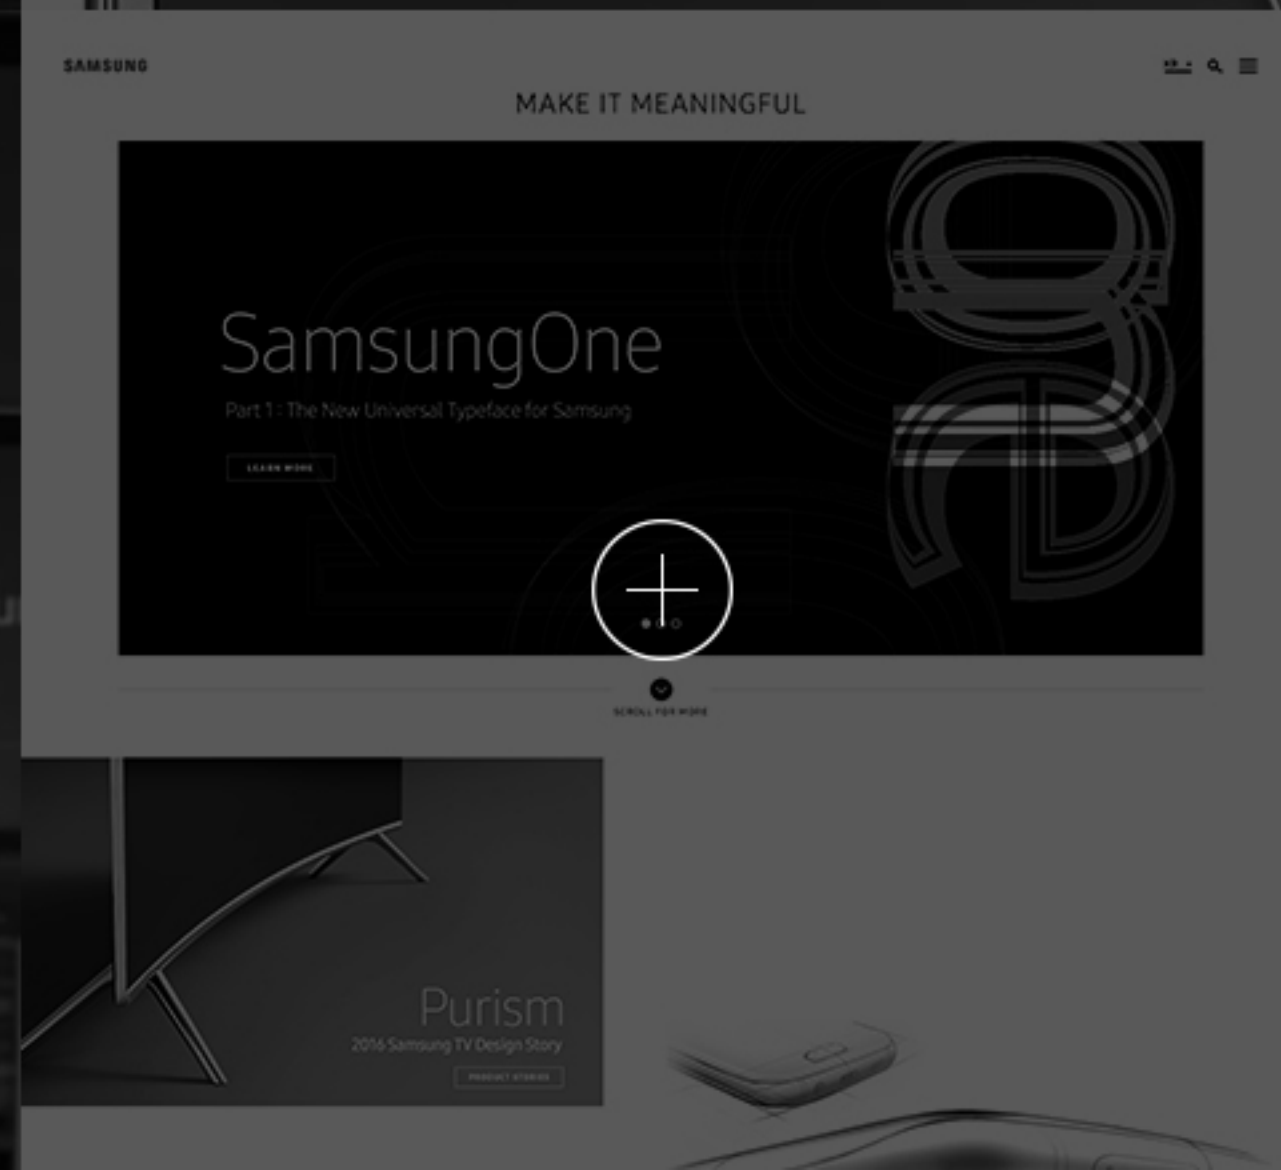 SAMSUNG
MAKE IT MEANINGFUL
SamsungOne
Part 1 : The New Universal Typeface for Samsung
LEARN MORE
SCROLL FOR MORE
Purism
2016 Samsung TV Design Story
PRODUCT STORIES